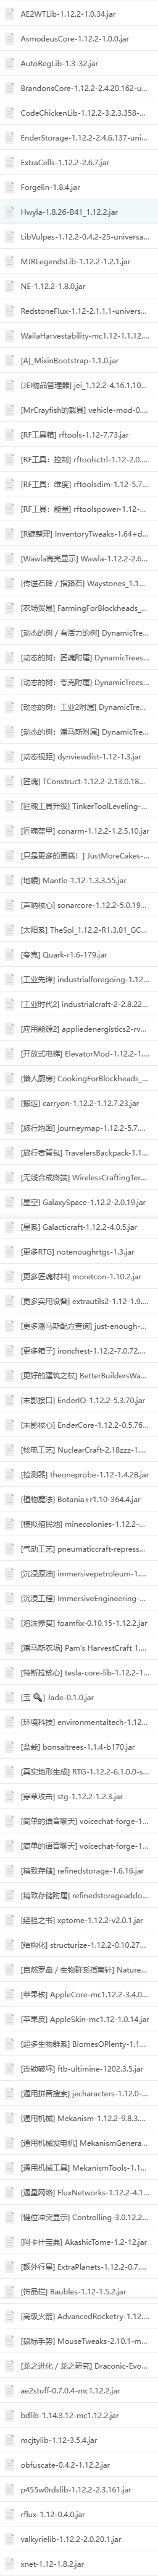 AE2WTLib-1.12.2-1.0.34.jar
AsmodeusCore-1.12.2-1.0.0.jar
AutoRegLib-1.3-32.jar
BrandonsCore-1.12.2-2.4.20.162-u...
CodeChickenLib-1.12.2-3.2.3.358-...
EnderStorage-1.12.2-2.4.6.137-uni...
ExtraCells-1.12.2-2.6.7.jar
Forgelin-1.8.4.jar
Hwyla-1.8.26-B41_1.12.2.jar
LibVulpes-1.12.2-0.4.2-25-universa...
MJRLegendsLib-1.12.2-1.2.1.jar
NE-1.12.2-1.8.0.jar
RedstoneFlux-1.12-2.1.1.1-univers...
WailaHarvestability-mc1.12-1.1.12....
[A]_MixinBootstrap-1.1.0.jar
[JEI物品管理器] jei_1.12.2-4.16.1.10...
[MrCrayfish的载具] vehicle-mod-0....
[RF工具箱] rftools-1.12-7.73.jar
[RF工具：控制] rftoolsctrl-1.12-2.0....
[RF工具：维度] rftoolsdim-1.12-5.7...
[RF工具：能量] rftoolspower-1.12-...
[R键整理] InventoryTweaks-1.64+d...
[Wawla高亮显示] Wawla-1.12.2-2.6...
[传送石碑 / 指路石] Waystones_1.1...
[农场贸易] FarmingForBlockheads_...
[动态的树 / 有活力的树] DynamicTre...
[动态的树：匠魂附属] DynamicTrees...
[动态的树：夸克附属] DynamicTrees...
[动态的树：工业2附属] DynamicTre...
[动态的树：潘马斯附属] DynamicTr...
[动态视距] dynviewdist-1.12-1.3.jar
[匠魂] TConstruct-1.12.2-2.13.0.18...
[匠魂工具升级] TinkerToolLeveling-...
[匠魂盔甲] conarm-1.12.2-1.2.5.10.jar
[只是更多的蛋糕！] JustMoreCakes-...
[地幔] Mantle-1.12-1.3.3.55.jar
[声呐核心] sonarcore-1.12.2-5.0.19...
[太阳系] TheSol_1.12.2-R1.3.01_GC...
[夸克] Quark-r1.6-179.jar
[工业先锋] industrialforegoing-1.12...
[工业时代2] industrialcraft-2-2.8.22...
[应用能源2] appliedenergistics2-rv...
[开放式电梯] ElevatorMod-1.12.2-1....
[懒人厨房] CookingForBlockheads_...
[搬运] carryon-1.12.2-1.12.7.23.jar
[旅行地图] journeymap-1.12.2-5.7....
[旅行者背包] TravelersBackpack-1.1...
[无线合成终端] WirelessCraftingTer...
[星空] GalaxySpace-1.12.2-2.0.19.jar
[星系] Galacticraft-1.12.2-4.0.5.jar
[更多RTG] notenoughrtgs-1.3.jar
[更多匠魂材料] moretcon-1.10.2.jar
[更多实用设备] extrautils2-1.12-1.9....
[更多潘马斯配方查询] just-enough-...
[更多箱子] ironchest-1.12.2-7.0.72....
[更好的建筑之杖] BetterBuildersWa...
[末影接口] EnderIO-1.12.2-5.3.70.jar
[末影核心] EnderCore-1.12.2-0.5.76...
[核电工艺] NuclearCraft-2.18zzz-1....
[检测器] theoneprobe-1.12-1.4.28.jar
[植物魔法] Botania+r1.10-364.4.jar
[模拟殖民地] minecolonies-1.12.2-...
[气动工艺] pneumaticcraft-repress...
[沉浸原油] immersivepetroleum-1....
[沉浸工程] ImmersiveEngineering-...
[泡沫修复] foamfix-0.10.15-1.12.2.jar
[潘马斯农场] Pam's HarvestCraft 1....
[特斯拉核心] tesla-core-lib-1.12.2-1...
[玉 🔍] Jade-0.1.0.jar
[环境科技] environmentaltech-1.12...
[盆栽] bonsaitrees-1.1.4-b170.jar
[真实地形生成] RTG-1.12.2-6.1.0.0-s...
[穿草攻击] stg-1.12.2-1.2.3.jar
[简单的语音聊天] voicechat-forge-1....
[简单的语音聊天] voicechat-forge-1....
[精致存储] refinedstorage-1.6.16.jar
[精致存储附属] refinedstorageaddo...
[经验之书] xptome-1.12.2-v2.0.1.jar
[结构化] structurize-1.12.2-0.10.27...
[自然罗盘 / 生物群系指南针] Nature...
[苹果核] AppleCore-mc1.12.2-3.4.0...
[苹果皮] AppleSkin-mc1.12-1.0.14.jar
[超多生物群系] BiomesOPlenty-1.1...
[连锁破坏] ftb-ultimine-1202.3.5.jar
[通用拼音搜索] jecharacters-1.12.0-...
[通用机械] Mekanism-1.12.2-9.8.3....
[通用机械发电机] MekanismGenera...
[通用机械工具] MekanismTools-1.1...
[通量网络] FluxNetworks-1.12.2-4.1...
[键位冲突显示] Controlling-3.0.12.2...
[阿卡什宝典] AkashicTome-1.2-12.jar
[额外行星] ExtraPlanets-1.12.2-0.7....
[饰品栏] Baubles-1.12-1.5.2.jar
[高级火箭] AdvancedRocketry-1.12....
[鼠标手势] MouseTweaks-2.10.1-m...
[龙之进化 / 龙之研究] Draconic-Evo...
ae2stuff-0.7.0.4-mc1.12.2.jar
bdlib-1.14.3.12-mc1.12.2.jar
mcjtylib-1.12-3.5.4.jar
obfuscate-0.4.2-1.12.2.jar
p455w0rdslib-1.12.2-2.3.161.jar
rflux-1.12-0.4.0.jar
valkyrielib-1.12.2-2.0.20.1.jar
xnet-1.12-1.8.2.jar